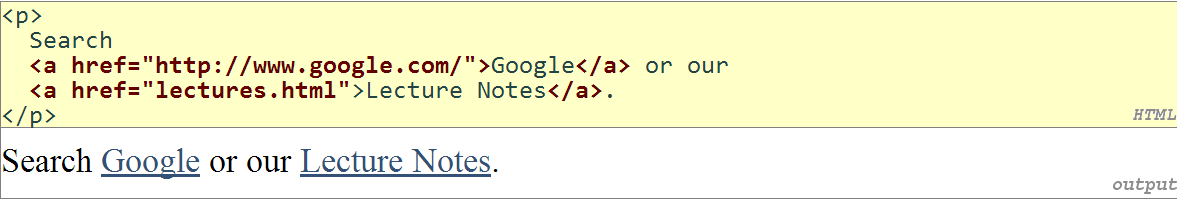 <p>
  Search
  <a href="http://www.google.com/">Google</a> or our
  <a href="lectures.html">Lecture Notes</a>.
</p>
HTML
Search Google or our Lecture Notes.
output